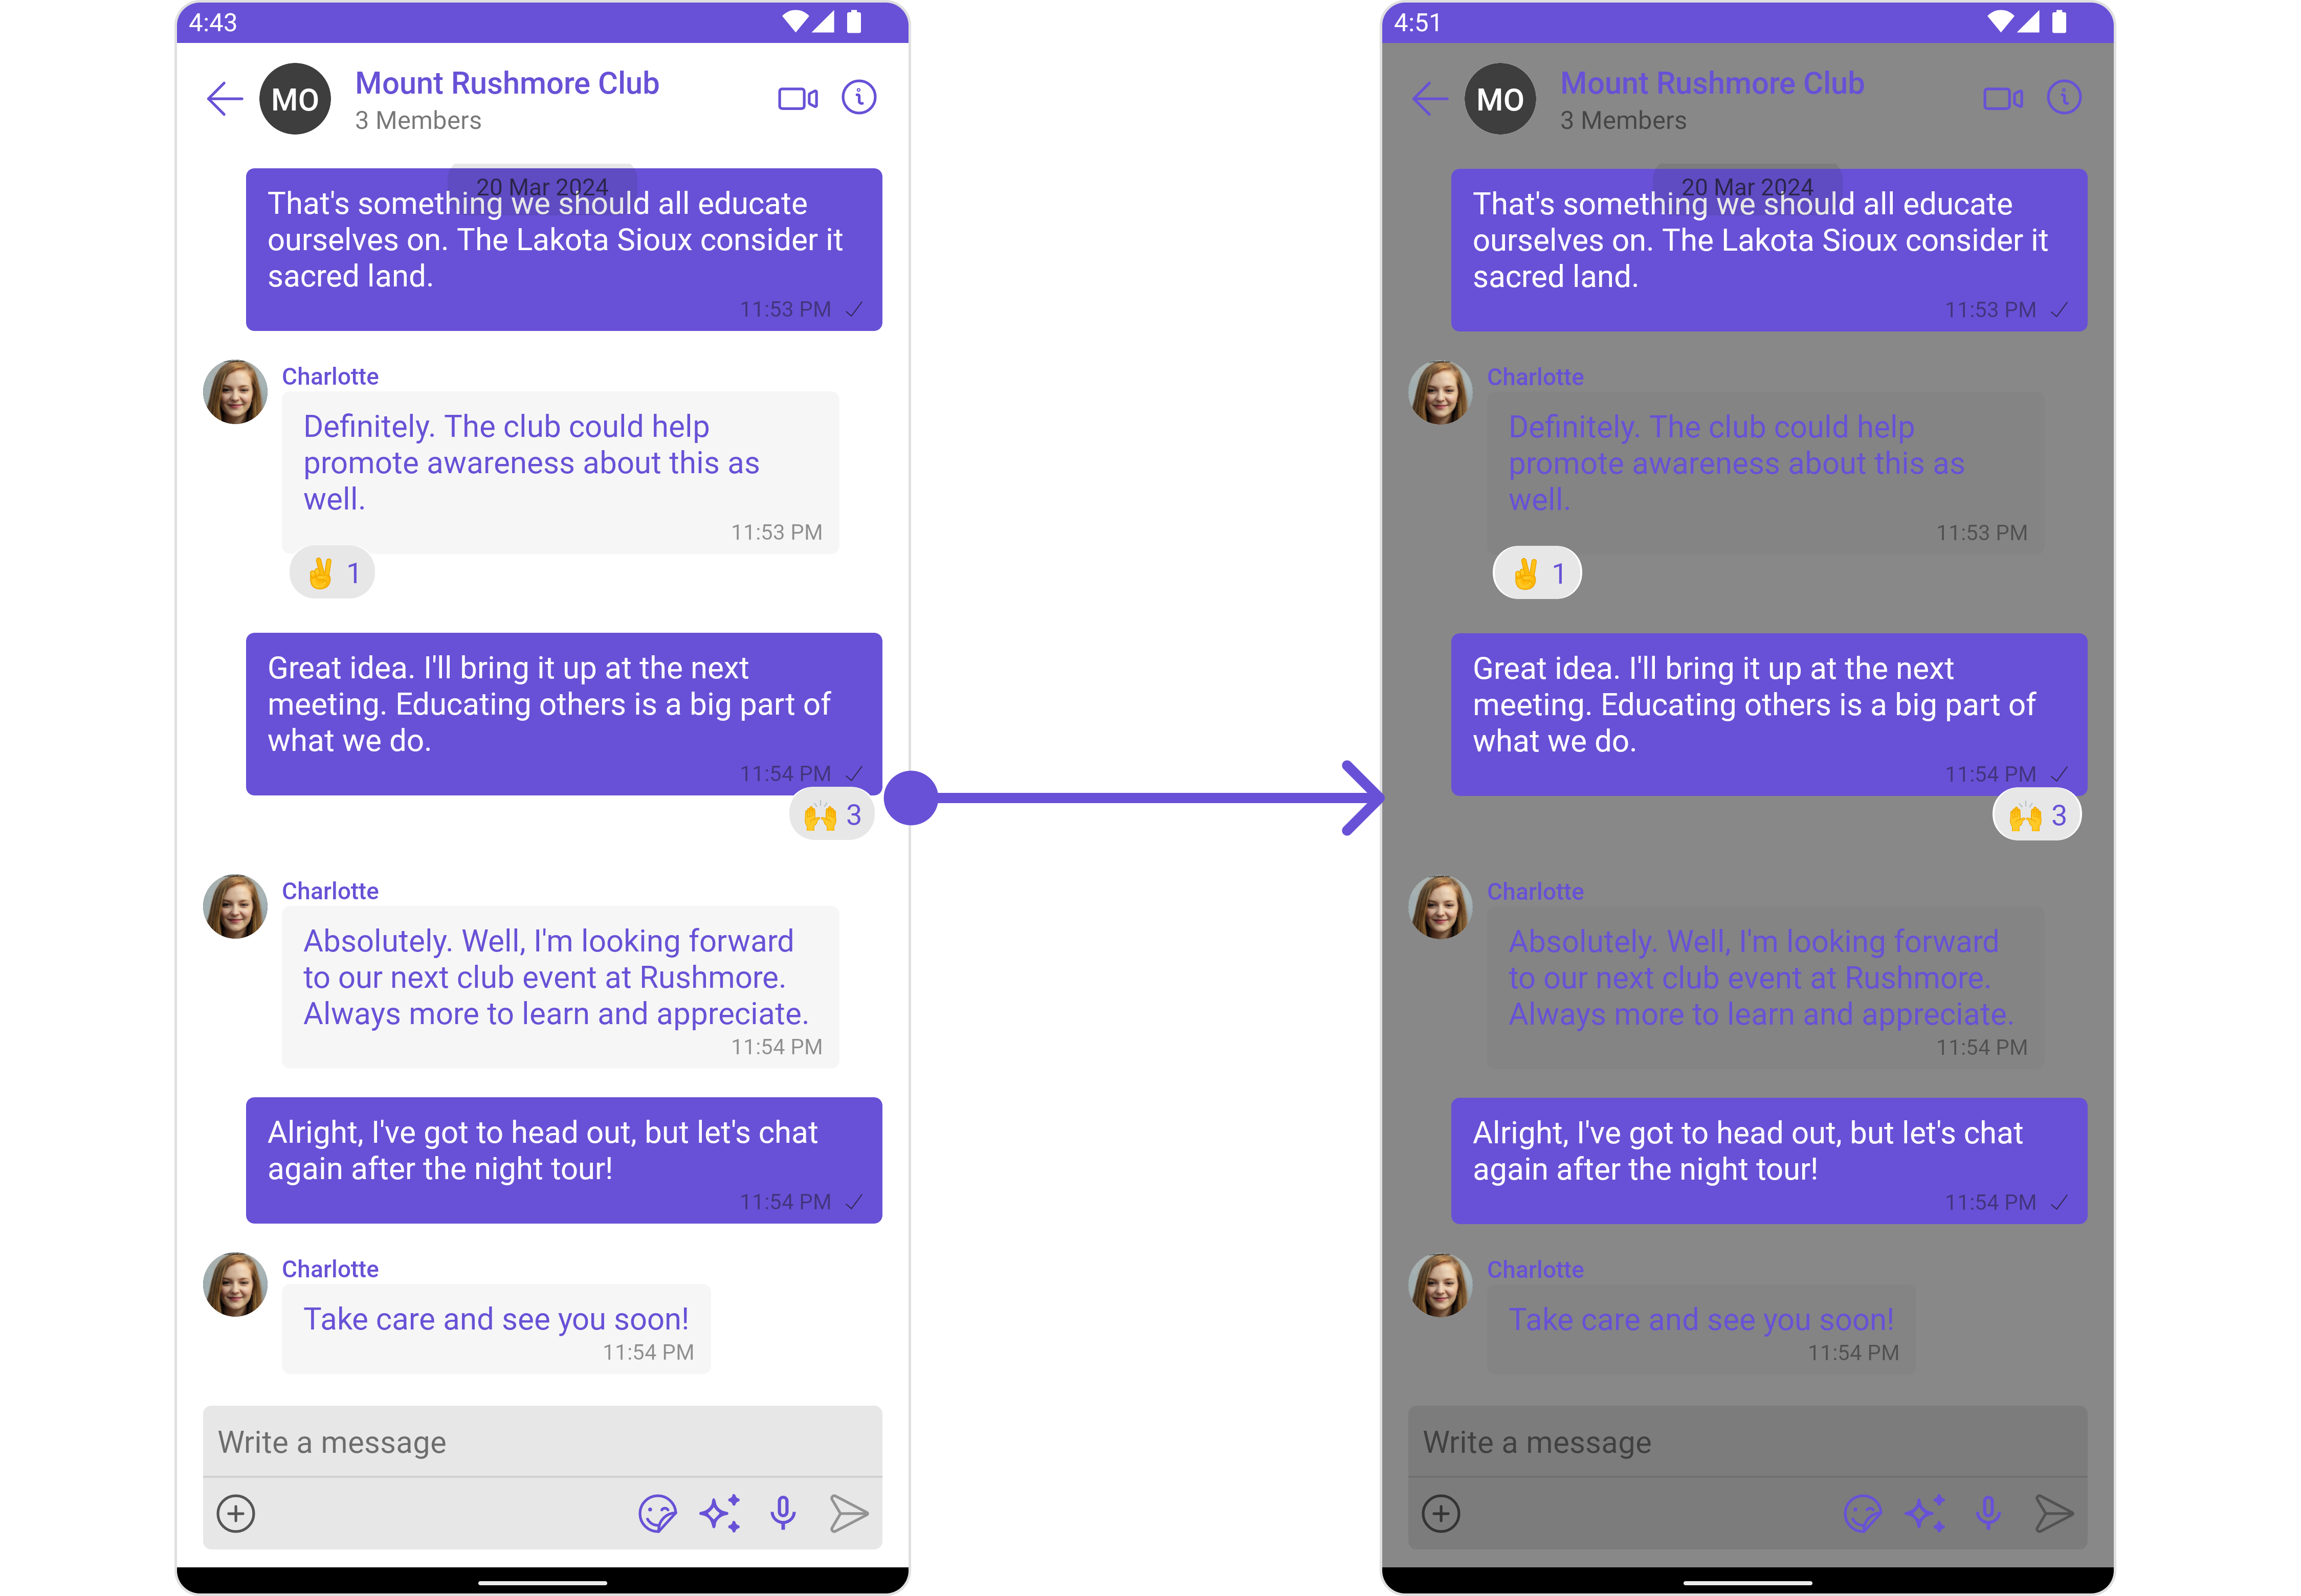 4:43
MO
Mount Rushmore Club
3 Members
20 Mar 2024
That's something we should all educate
ourselves on. The Lakota Sioux consider it
sacred land.
11:53 PM
Charlotte
Definitely. The club could help
promote awareness about this as
well.
11:53 PM
1
Great idea. I'll bring it up at the next
meeting. Educating others is a big part of
what we do.
11:54 PM
3
Charlotte
Absolutely. Well, I'm looking forward
to our next club event at Rushmore.
Always more to learn and appreciate.
11:54 PM
Alright, I've got to head out, but let's chat
again after the night tour!
11:54 PM
Charlotte
Take care and see you soon!
11:54 PM
Write a message
4:51
MO
Mount Rushmore Club
3 Members
20 Mar 2024
That's something we should all educate
ourselves on. The Lakota Sioux consider it
sacred land.
11:53 PM
Charlotte
Definitely. The club could help
promote awareness about this as
well.
11:53 PM
1
Great idea. I'll bring it up at the next
meeting. Educating others is a big part of
what we do.
11:54 PM
3
Charlotte
Absolutely. Well, I'm looking forward
to our next club event at Rushmore.
Always more to learn and appreciate.
11:54 PM
Alright, I've got to head out, but let's chat
again after the night tour!
11:54 PM
Charlotte
Take care and see you soon!
11:54 PM
Write a message